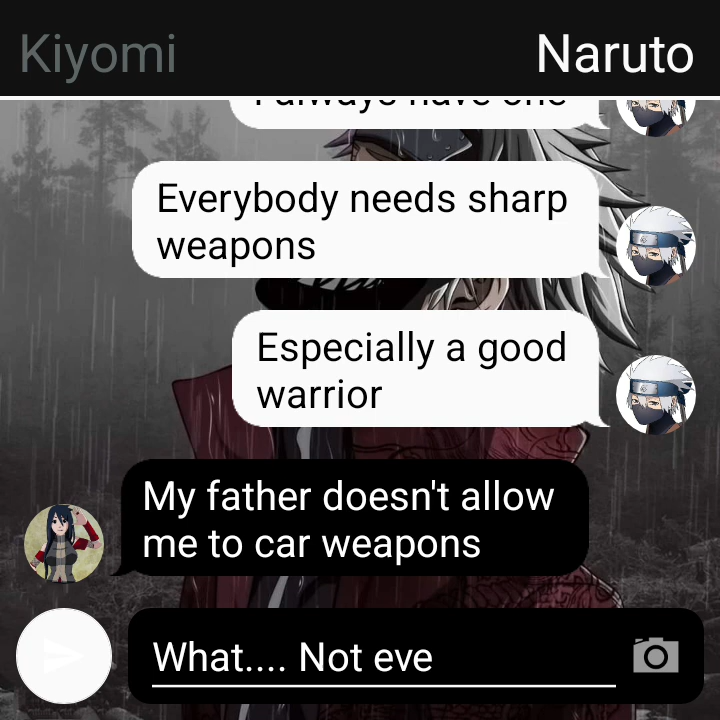 Kiyomi Naruto
I always have one
Everybody needs sharp
weapons
Especially a good
warrior
My father doesn't allow
me to car weapons
What.... Not eve